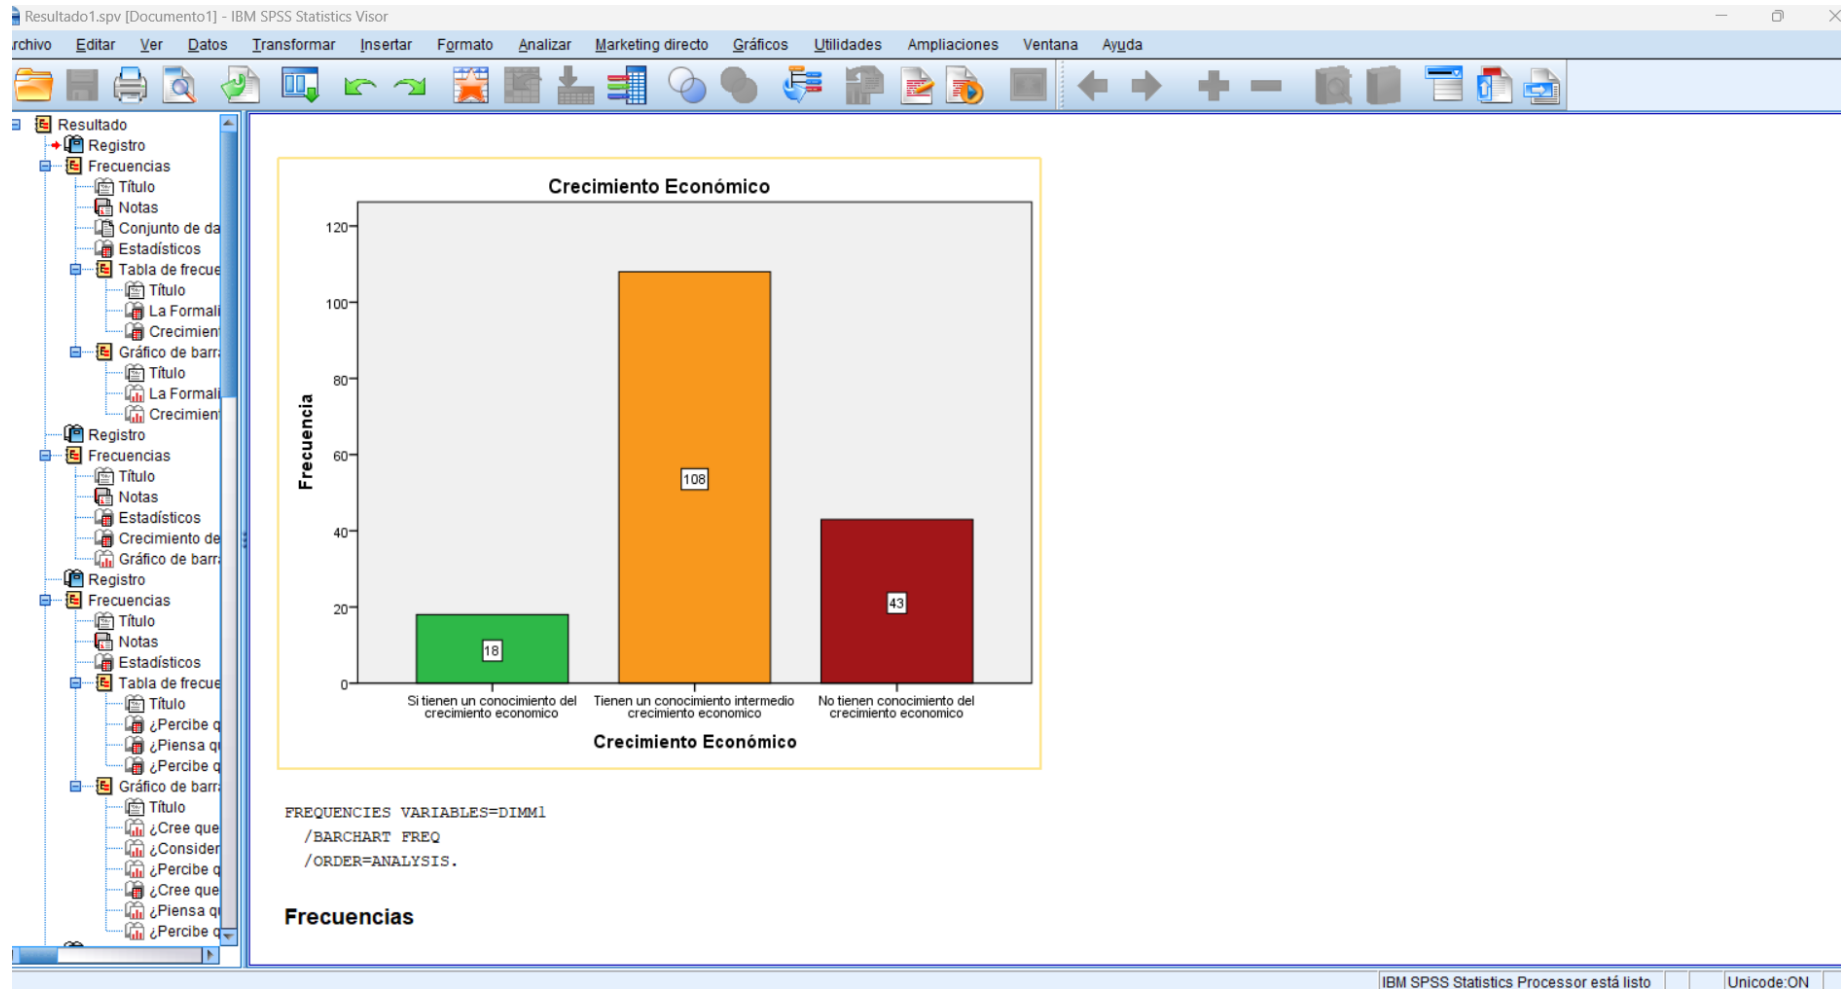 Resultado1.spv [Documento1] - IBM SPSS Statistics Visor
rchivo Editar Ver Datos Transformar Insertar Formato Analizar Marketing directo Gráficos Utilidades Ampliaciones Ventana Ayuda
Resultado
Registro
Frecuencias
Título
Notas
Conjunto de da
Estadísticos
Tabla de frecue
Título
La Formali
Crecimien
Gráfico de barr
Título
La Formali
Crecimien
Registro
Frecuencias
Título
Notas
Estadísticos
Crecimiento de
Gráfico de barr
Registro
Frecuencias
Título
Notas
Estadísticos
Tabla de frecue
Título
¿Percibe q
¿Piensa q
¿Percibe q
Gráfico de barr
Título
¿Cree que
¿Consider
¿Percibe q
¿Cree que
¿Piensa q
¿Percibe q
Crecimiento Económico
120
100
80
60
40
20
0
Frecuencia
18
108
43
Si tienen un conocimiento del
crecimiento economico
Tienen un conocimiento intermedio
crecimiento economico
No tienen conocimiento del
crecimiento economico
Crecimiento Económico
FREQUENCIES VARIABLES=DIMM1
/BARCHART FREQ
/ORDER=ANALYSIS.
Frecuencias
IBM SPSS Statistics Processor está listo
Unicode:ON